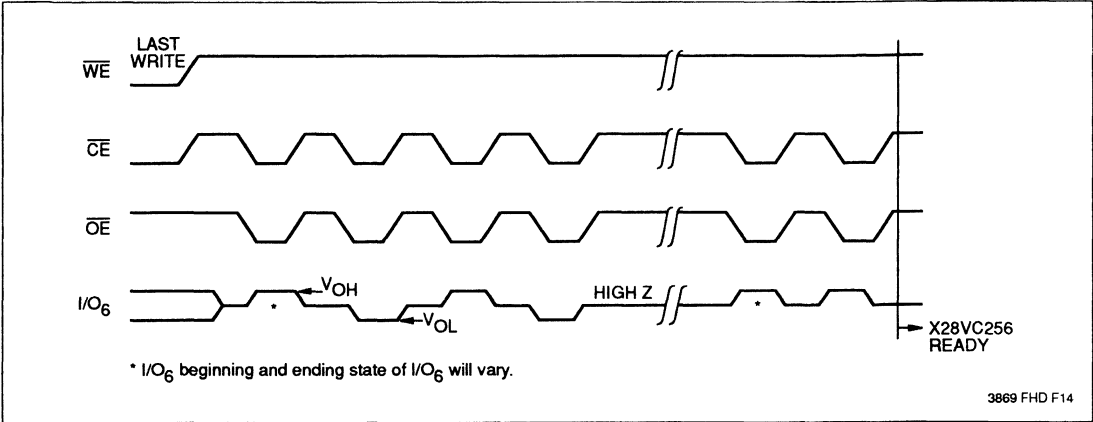 LAST
WRITE
WE
CE
OE
I/O6
VOH
*
VOL
HIGH Z
*
X28VC256
READY
* I/O6 beginning and ending state of I/O6 will vary.
3869 FHD F14